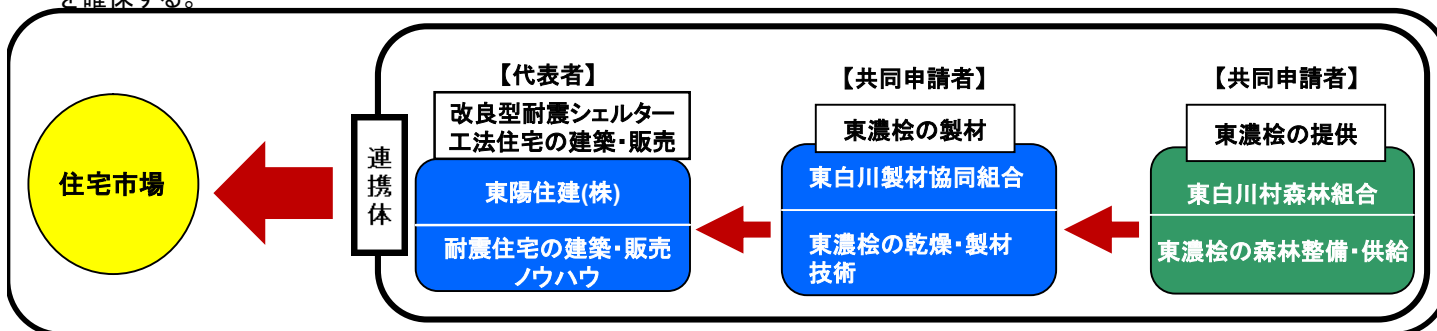 を確保する。
【代表者】
改良型耐震シェルター
工法住宅の建築・販売
東陽住建(株)
耐震住宅の建築・販売
ノウハウ
【共同申請者】
東濃桧の製材
東白川製材協同組合
東濃桧の乾燥・製材
技術
【共同申請者】
東濃桧の提供
東白川村森林組合
東濃桧の森林整備・供給
連携体
住宅市場